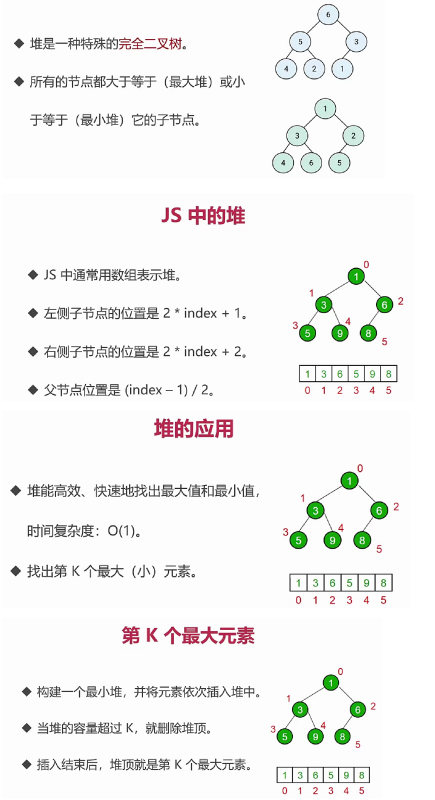 6
◆ 堆是一种特殊的完全二叉树。
5 3
◆ 所有的节点都大于等于（最大堆）或小
4 2 1
于等于（最小堆）它的子节点。
1
3 2
4 6 5
JS 中的堆
◆ JS 中通常用数组表示堆。
◆ 左侧子节点的位置是 2 * index + 1。
◆ 右侧子节点的位置是 2 * index + 2。
◆ 父节点位置是 (index – 1) / 2。
0
1
1
3 6 2
3 4
5 9 8
5
1 3 6 5 9 8
0 1 2 3 4 5
堆的应用
◆ 堆能高效、快速地找出最大值和最小值，
时间复杂度：O(1)。
◆ 找出第 K 个最大（小）元素。
0
1
1
3 6 2
3 4
5 9 8
5
1 3 6 5 9 8
0 1 2 3 4 5
第 K 个最大元素
◆ 构建一个最小堆，并将元素依次插入堆中。
◆ 当堆的容量超过 K，就删除堆顶。
◆ 插入结束后，堆顶就是第 K 个最大元素。
0
1
1
3 6 2
3 4
5 9 8
5
1 3 6 5 9 8
0 1 2 3 4 5